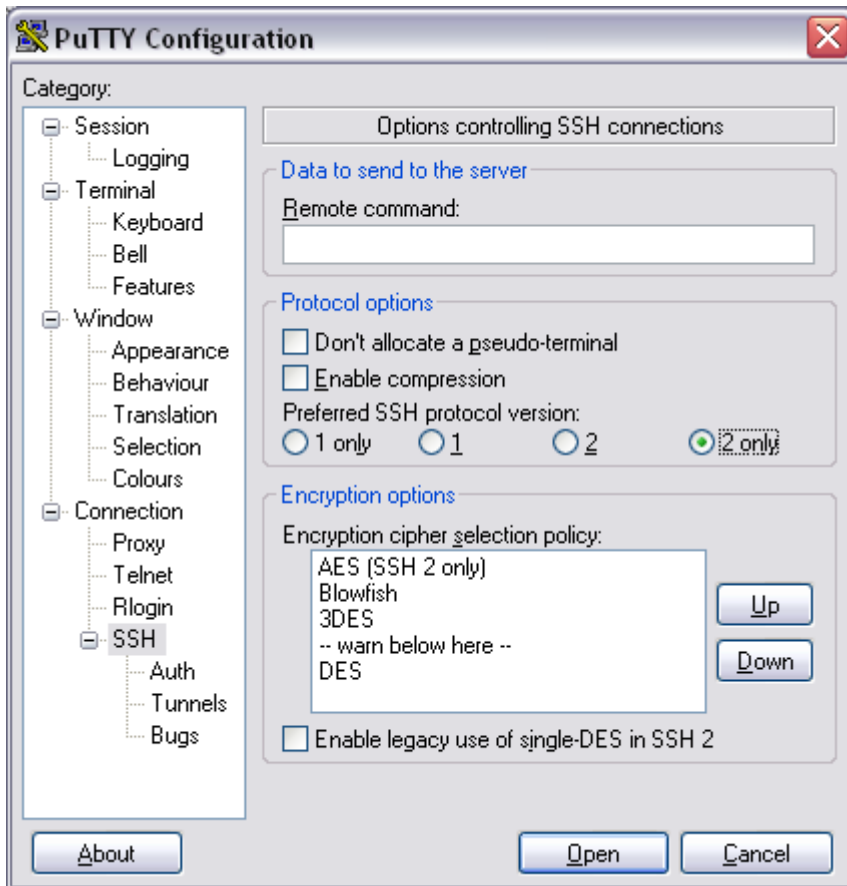 PuTTY Configuration
Category:
Session
Logging
Terminal
Keyboard
Bell
Features
Window
Appearance
Behaviour
Translation
Selection
Colours
Connection
Proxy
Telnet
Rlogin
SSH
Auth
Tunnels
Bugs
Options controlling SSH connections
Data to send to the server
Remote command:
Protocol options
Don't allocate a pseudo-terminal
Enable compression
Preferred SSH protocol version:
1 only 1 2 2 only
Encryption options
Encryption cipher selection policy:
AES (SSH 2 only)
Blowfish
3DES
-- warn below here --
DES
Up
Down
Enable legacy use of single-DES in SSH 2
About Open Cancel